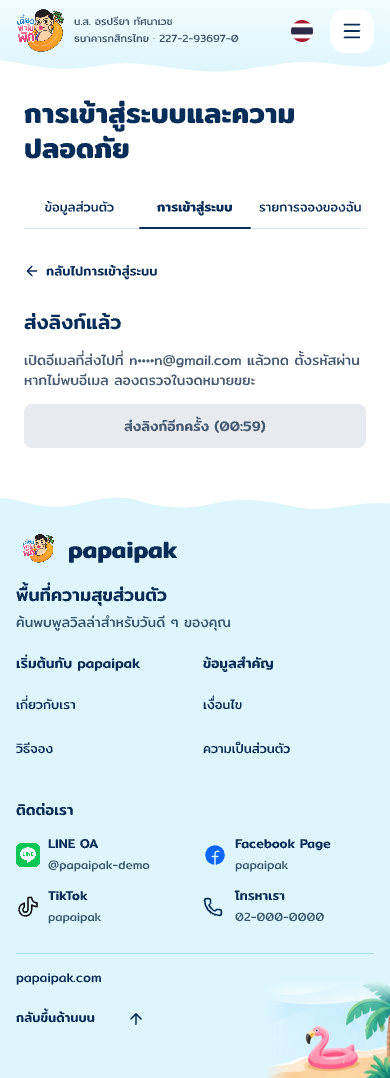 น.ส. อรปรียา ทัศนาเวช
ธนาคารกสิกรไทย · 227-2-93697-0
การเข้าสู่ระบบและความ
ปลอดภัย
ข้อมูลส่วนตัว
การเข้าสู่ระบบ
รายการจองของฉัน
กลับไปการเข้าสู่ระบบ
ส่งลิงก์แล้ว
เปิดอีเมลที่ส่งไปที่ n••••n@gmail.com แล้วกด ตั้งรหัสผ่าน
หากไม่พบอีเมล ลองตรวจในจดหมายขยะ
ส่งลิงก์อีกครั้ง (00:59)
papaipak
พื้นที่ความสุขส่วนตัว
ค้นพบพูลวิลล่าสำหรับวันดี ๆ ของคุณ
เริ่มต้นกับ papaipak
ข้อมูลสำคัญ
เกี่ยวกับเรา
เงื่อนไข
วิธีจอง
ความเป็นส่วนตัว
ติดต่อเรา
LINE OA
@papaipak-demo
Facebook Page
papaipak
TikTok
papaipak
โทรหาเรา
02-000-0000
papaipak.com
กลับขึ้นด้านบน